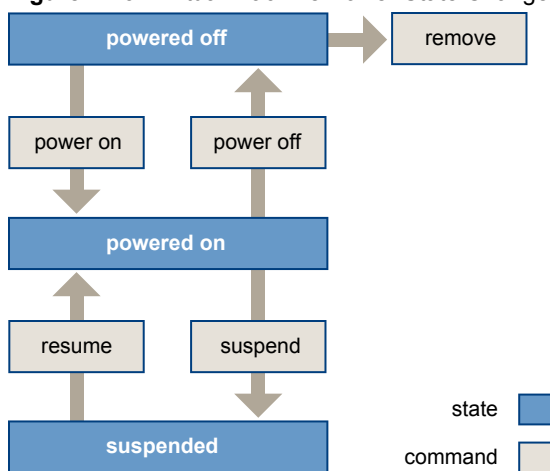 powered off
remove
power on
power off
powered on
resume
suspend
state
suspended
command